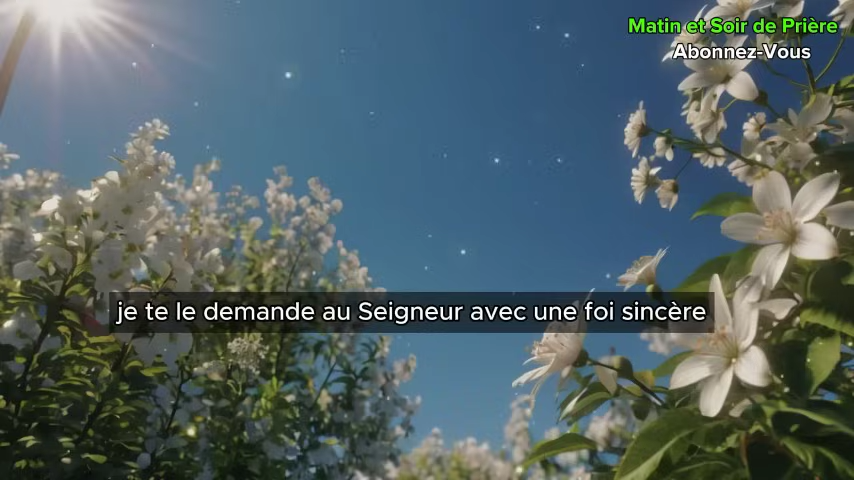 Matin et Soir de Prière
Abonnez-Vous
je te le demande au Seigneur avec une foi sincère